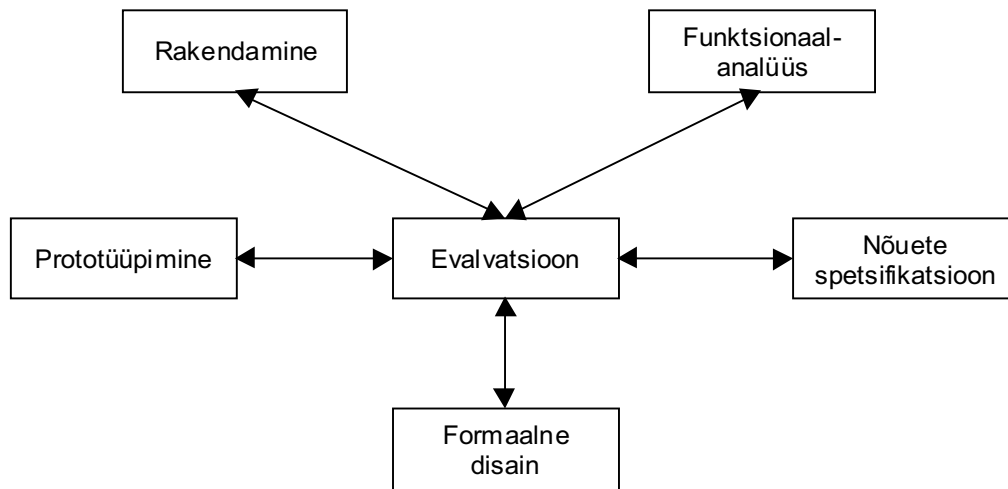 Rakendamine
Funktsionaal-
analüüs
Prototüüpimine
Evalvatsioon
Nõuete
spetsifikatsioon
Formaalne
disain